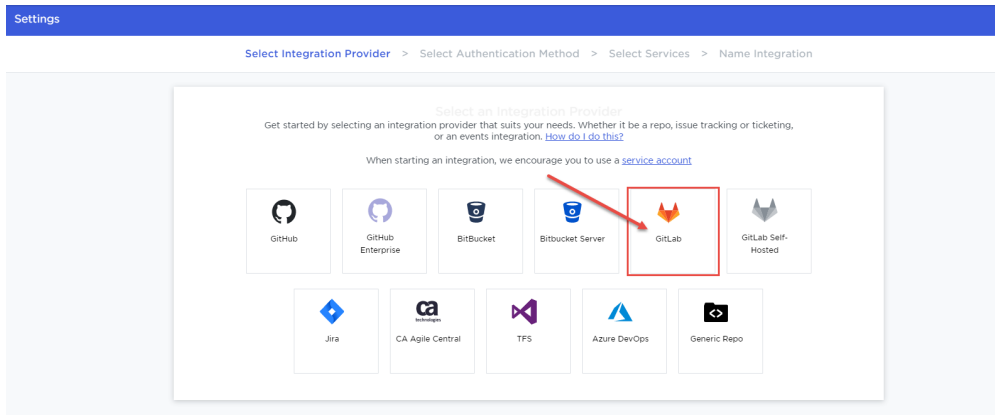 Settings
Select Integration Provider > Select Authentication Method > Select Services > Name Integration
Select an Integration Provider
Get started by selecting an integration provider that suits your needs. Whether it be a repo, issue tracking or ticketing,
or an events integration. How do I do this?
When starting an integration, we encourage you to use a service account
GitHub
GitHub
Enterprise
BitBucket
Bitbucket Server
GitLab
GitLab Self-
Hosted
ca
technologies
Jira
CA Agile Central
TFS
Azure DevOps
Generic Repo